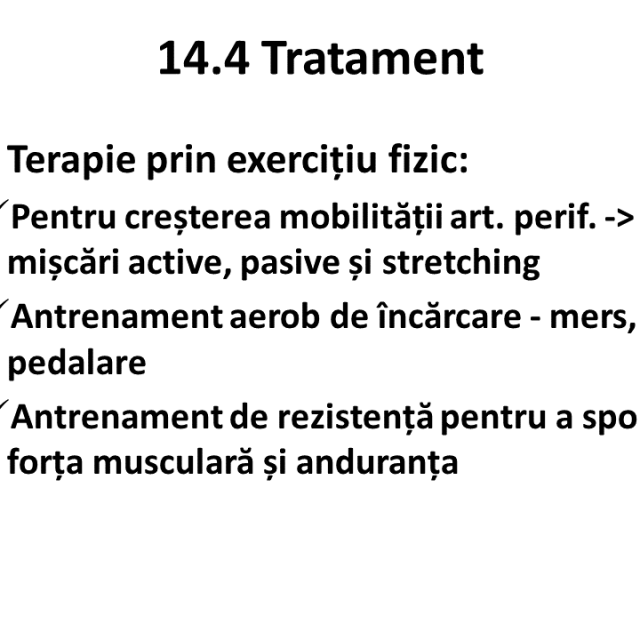 14.4 Tratament
Terapie prin exercițiu fizic:
Pentru creșterea mobilității art. perif. ->
mișcări active, pasive și stretching
Antrenament aerob de încărcare - mers,
pedalare
Antrenament de rezistență pentru a spo
forța musculară și anduranța